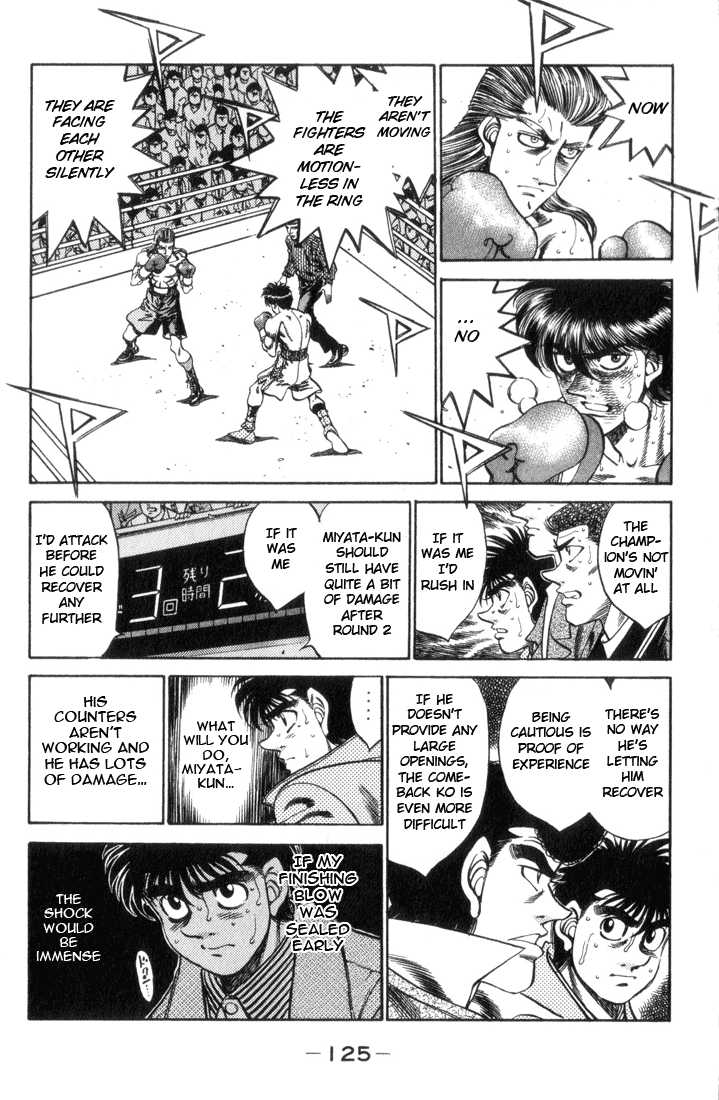 NOW
THEY
AREN'T
MOVING
THE
FIGHTERS
ARE
MOTION-
LESS IN
THE RING
THEY ARE
FACING
EACH
OTHER
SILENTLY
...
NO
THE
CHAMP-
ION'S NOT
MOVIN'
AT ALL
IF IT
WAS ME
I'D
RUSH IN
MIYATA-KUN
SHOULD
STILL HAVE
QUITE A BIT
OF DAMAGE
AFTER
ROUND 2
IF IT
WAS
ME
3回
残り
時間
2
I'D ATTACK
BEFORE
HE COULD
RECOVER
ANY
FURTHER
THERE'S
NO WAY
HE'S
LETTING
HIM
RECOVER
BEING
CAUTIOUS IS
PROOF OF
EXPERIENCE
IF HE
DOESN'T
PROVIDE ANY
LARGE
OPENINGS,
THE COME-
BACK KO IS
EVEN MORE
DIFFICULT
....
WHAT
WILL YOU
DO,
MIYATA-
KUN...
HIS
COUNTERS
AREN'T
WORKING AND
HE HAS LOTS
OF DAMAGE...
IF MY
FINISHING
BLOW
WAS
SEALED
EARLY
THE
SHOCK
WOULD
BE
IMMENSE
-125-